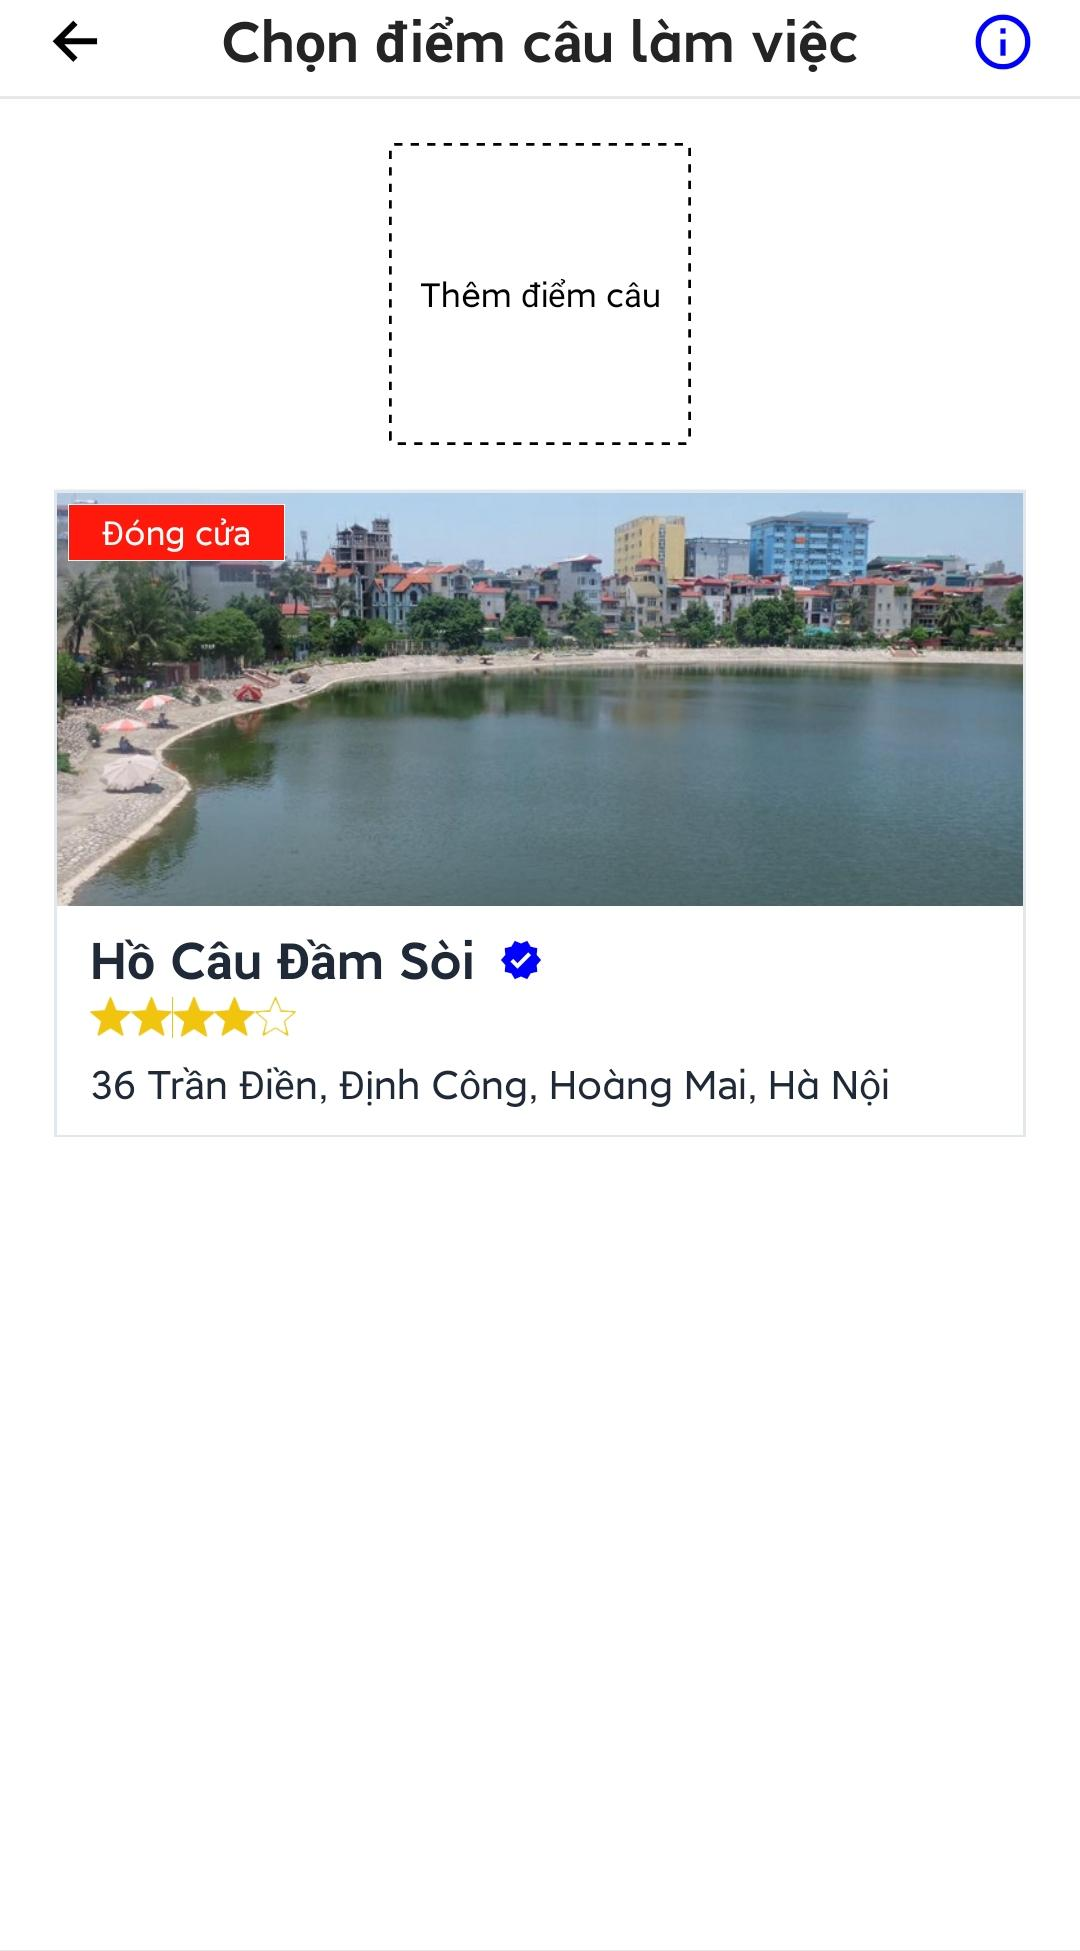 Chọn điểm câu làm việc
Thêm điểm câu
Đóng cửa
Hồ Câu Đầm Sòi
36 Trần Điền, Định Công, Hoàng Mai, Hà Nội